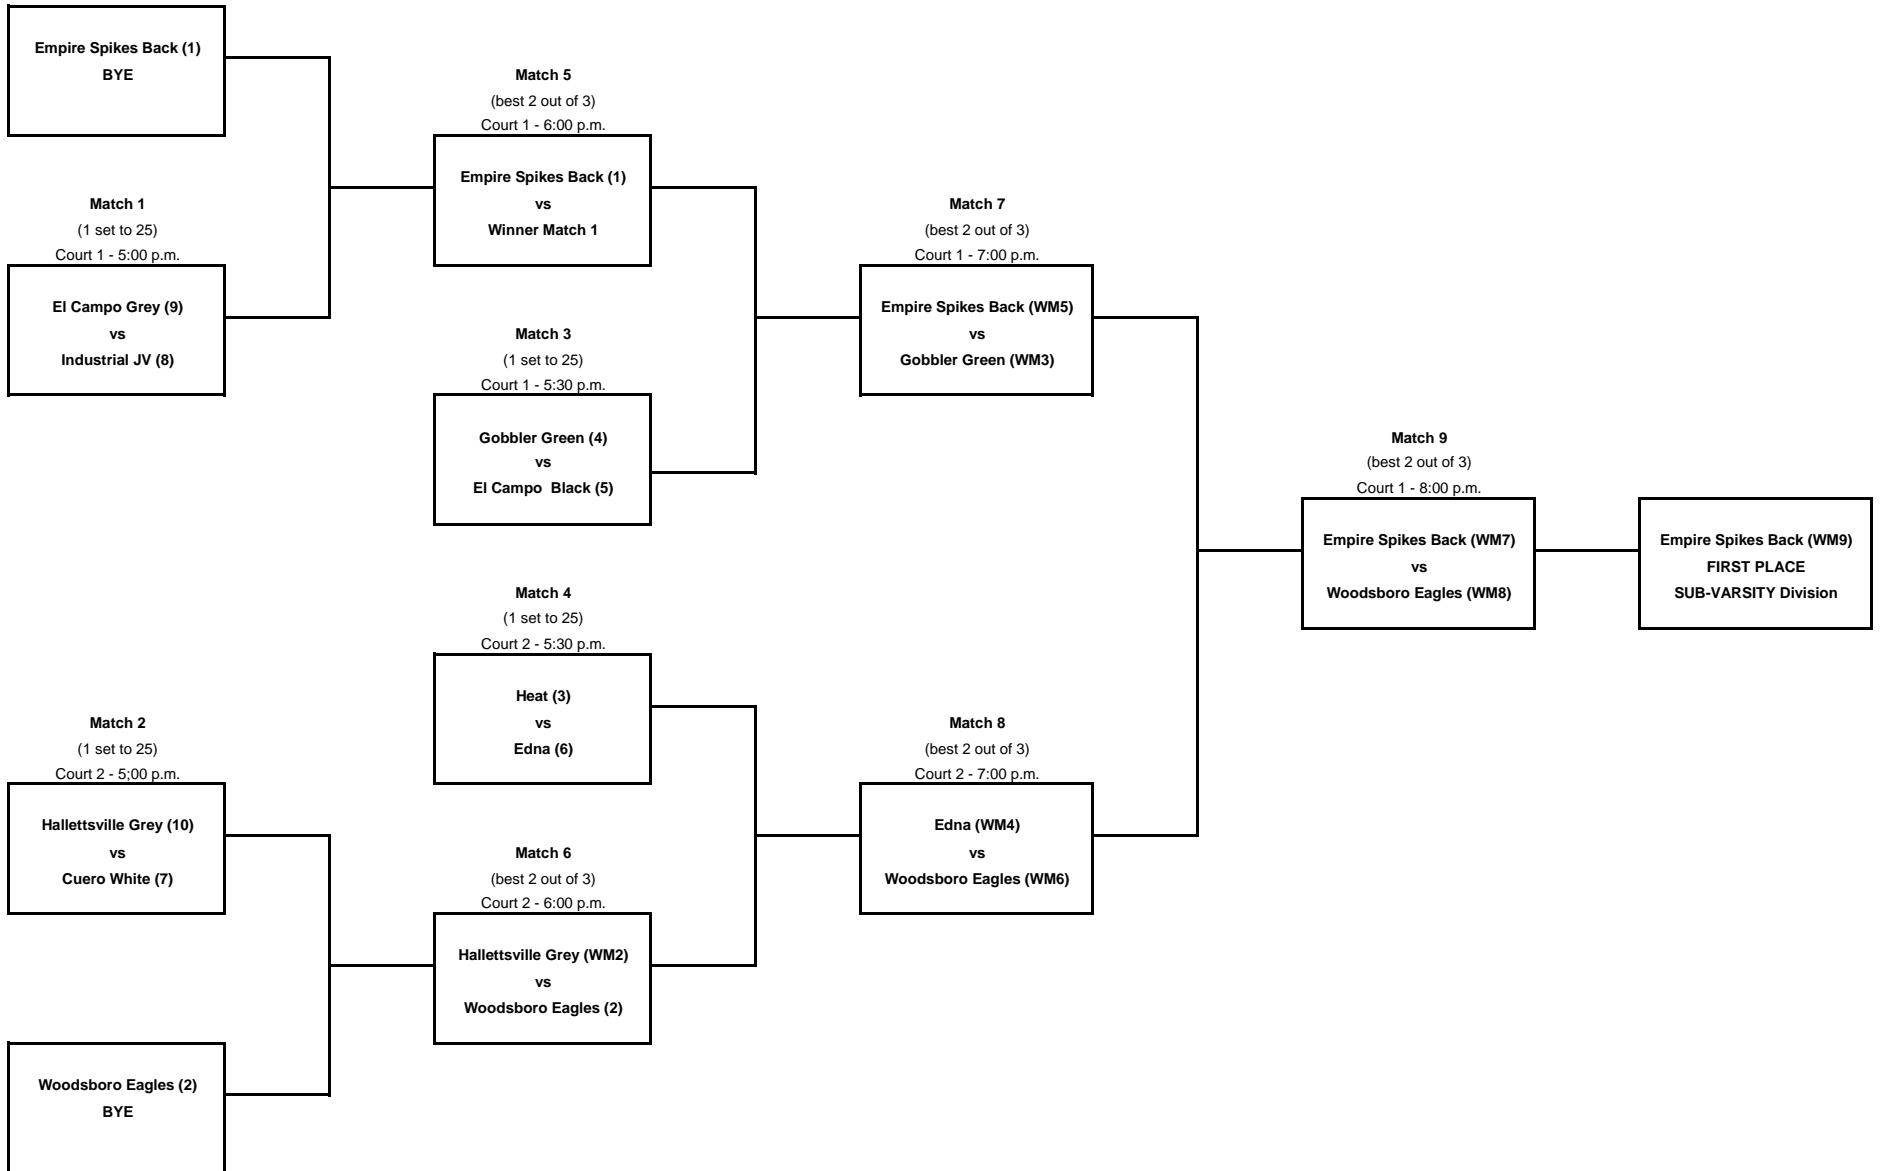 Empire Spikes Back (1)
BYE
Match 1
(1 set to 25)
Court 1 - 5:00 p.m.
El Campo Grey (9)
vs
Industrial JV (8)
Match 2
(1 set to 25)
Court 2 - 5;00 p.m.
Hallettsville Grey (10)
vs
Cuero White (7)
Woodsboro Eagles (2)
BYE
Match 5
(best 2 out of 3)
Court 1 - 6:00 p.m.
Empire Spikes Back (1)
vs
Winner Match 1
Match 3
(1 set to 25)
Court 1 - 5:30 p.m.
Gobbler Green (4)
vs
El Campo  Black (5)
Match 4
(1 set to 25)
Court 2 - 5:30 p.m.
Heat (3)
vs
Edna (6)
Match 6
(best 2 out of 3)
Court 2 - 6:00 p.m.
Hallettsville Grey (WM2)
vs
Woodsboro Eagles (2)
Match 7
(best 2 out of 3)
Court 1 - 7:00 p.m.
Empire Spikes Back (WM5)
vs
Gobbler Green (WM3)
Match 8
(best 2 out of 3)
Court 2 - 7:00 p.m.
Edna (WM4)
vs
Woodsboro Eagles (WM6)
Match 9
(best 2 out of 3)
Court 1 - 8:00 p.m.
Empire Spikes Back (WM7)
vs
Woodsboro Eagles (WM8)
Empire Spikes Back (WM9)
FIRST PLACE
SUB-VARSITY Division